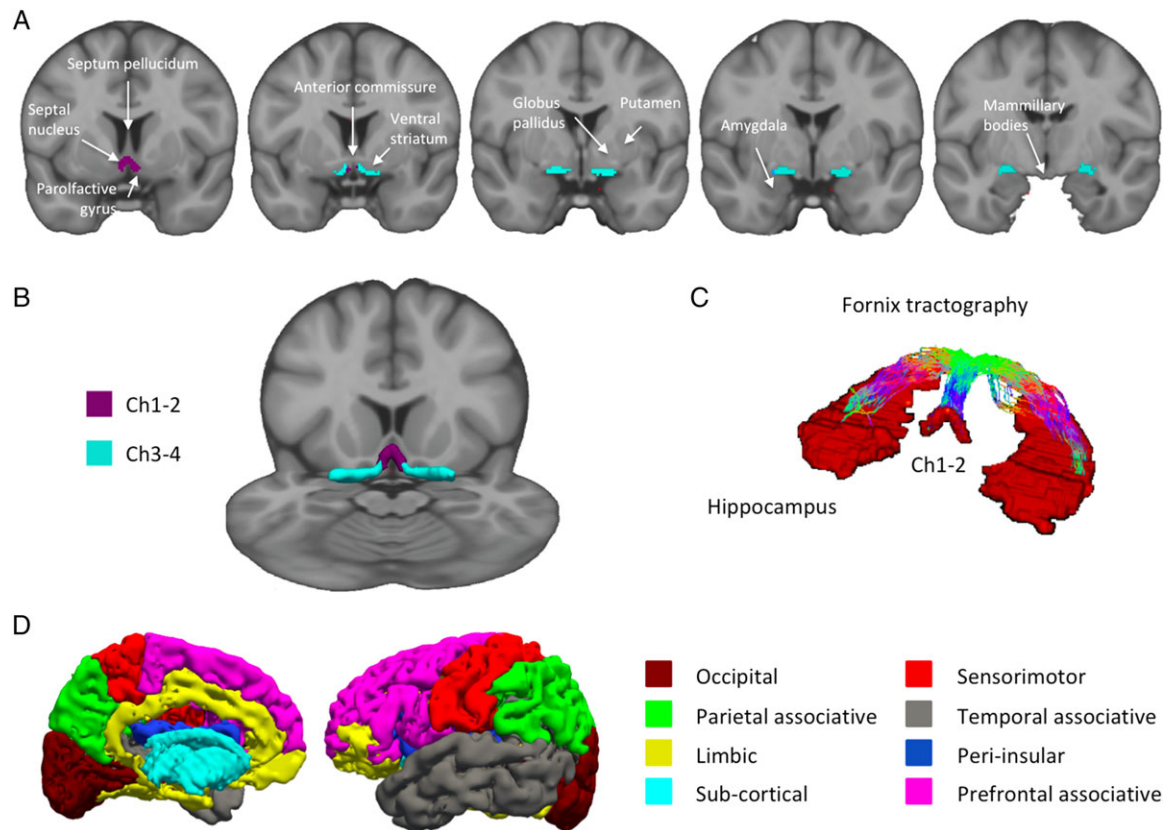 A
Septum pellucidum
Septal
nucleus
Parolfactive
gyrus
Anterior commissure
Ventral
striatum
Globus
pallidus
Putamen
Amygdala
Mammillary
bodies
B
Ch1-2
Ch3-4
C
Fornix tractography
Ch1-2
Hippocampus
D
Occipital
Parietal associative
Limbic
Sub-cortical
Sensorimotor
Temporal associative
Peri-insular
Prefrontal associative